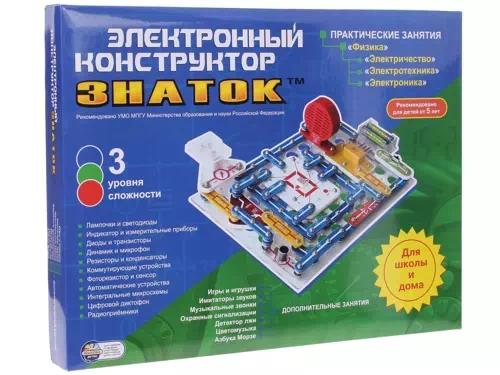 ЭЛЕКТРОННЫЙ
КОНСТРУКТОР
ЗНАТОК™
Рекомендовано УМО МПГУ Министерства образования и науки Российской Федерации
ПРАКТИЧЕСКИЕ ЗАНЯТИЯ
«Физика»
«Электричество»
«Электротехника»
«Электроника»
Рекомендовано
для детей от 5 лет
3
уровня
сложности
Лампочки и светодиоды
Индикатор и измерительные приборы
Диоды и транзисторы
Динамик и микрофон
Резисторы и конденсаторы
Коммутирующие устройства
Фоторезистор и сенсор
Автоматические устройства
Интегральные микросхемы
Цифровой диктофон
Радиоприёмники
Игры и игрушки
Имитаторы звуков
Музыкальные звонки
Охранные сигнализации
Детектор лжи
Цветомузыка
Азбука Морзе
ДОПОЛНИТЕЛЬНЫЕ ЗАНЯТИЯ
Для
школы и
дома